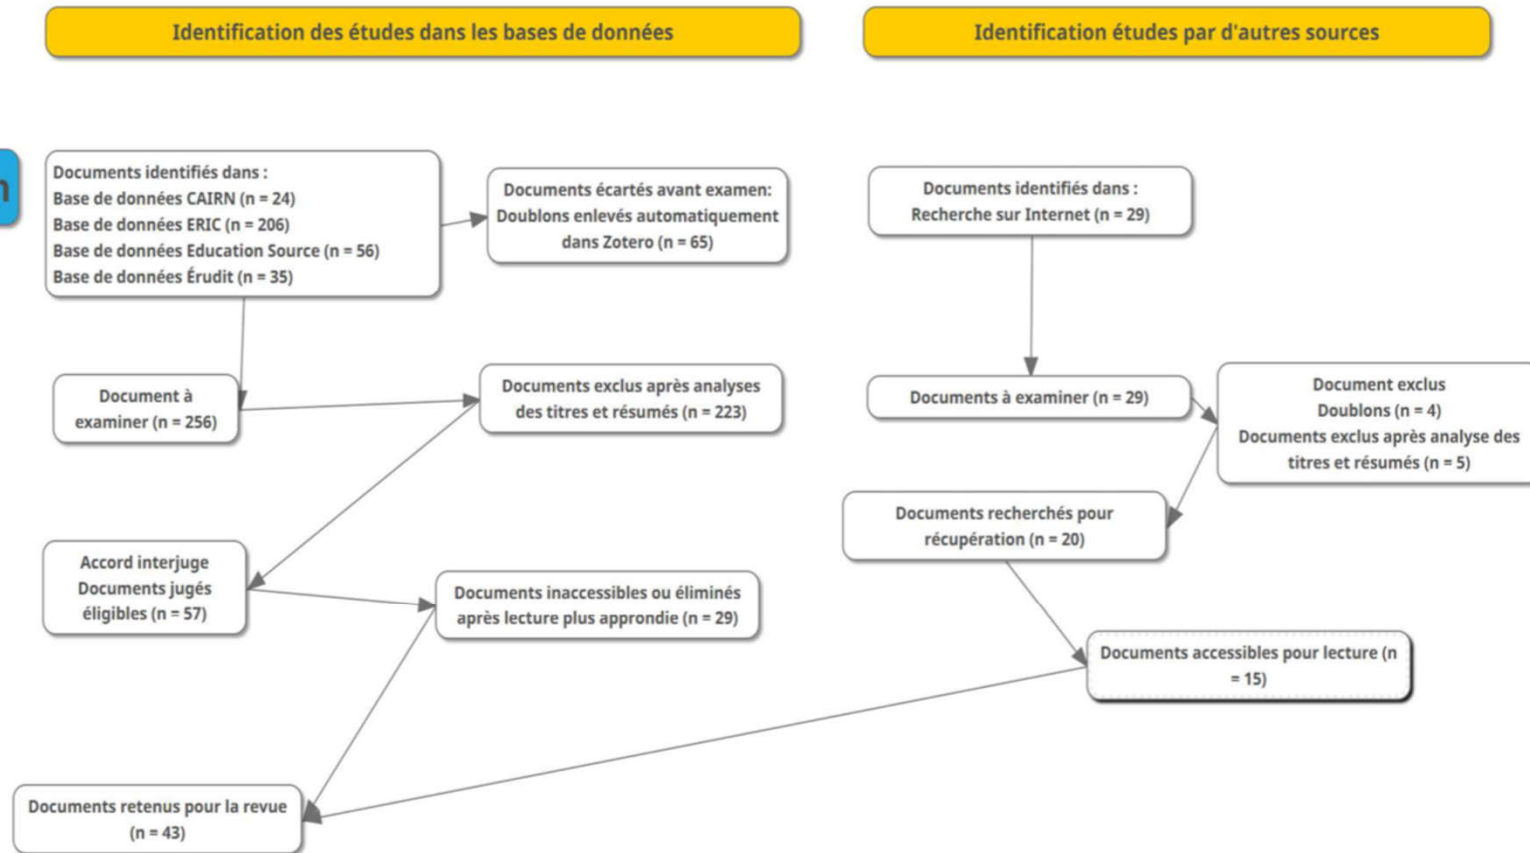 Identification des études dans les bases de données
Identification études par d'autres sources
Documents identifiés dans :
Base de données CAIRN (n = 24)
Base de données ERIC (n = 206)
Base de données Education Source (n = 56)
Base de données Érudit (n = 35)
Documents écartés avant examen:
Doublons enlevés automatiquement
dans Zotero (n = 65)
Documents identifiés dans :
Recherche sur Internet (n = 29)
Document à
examiner (n = 256)
Documents exclus après analyses
des titres et résumés (n = 223)
Documents à examiner (n = 29)
Document exclus
Doublons (n = 4)
Documents exclus après analyse des
titres et résumés (n = 5)
Documents recherchés pour
récupération (n = 20)
Accord interjuge
Documents jugés
éligibles (n = 57)
Documents inaccessibles ou éliminés
après lecture plus approndie (n = 29)
Documents accessibles pour lecture (n
= 15)
Documents retenus pour la revue
(n = 43)